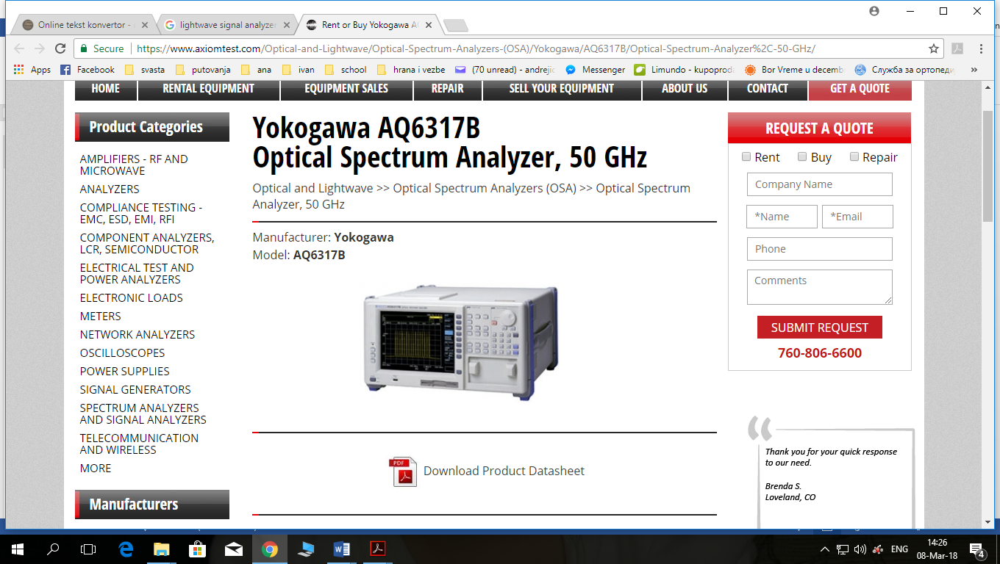 Online tekst konvertor -
lightwave signal analyzer
Rent or Buy Yokogawa AQ
Secure
https://www.axiomtest.com/Optical-and-Lightwave/Optical-Spectrum-Analyzers-(OSA)/Yokogawa/AQ6317B/Optical-Spectrum-Analyzer%2C-50-GHz/
Apps Facebook svasta putovanja ana ivan school hrana i vezbe (70 unread) - andrejic Messenger Limundo - kupoprod Bor Vreme u decemb Служба за ортопеди »
HOME RENTAL EQUIPMENT EQUIPMENT SALES REPAIR SELL YOUR EQUIPMENT ABOUT US CONTACT GET A QUOTE
Product Categories
AMPLIFIERS - RF AND
MICROWAVE
ANALYZERS
COMPLIANCE TESTING -
EMC, ESD, EMI, RFI
COMPONENT ANALYZERS,
LCR, SEMICONDUCTOR
ELECTRICAL TEST AND
POWER ANALYZERS
ELECTRONIC LOADS
METERS
NETWORK ANALYZERS
OSCILLOSCOPES
POWER SUPPLIES
SIGNAL GENERATORS
SPECTRUM ANALYZERS
AND SIGNAL ANALYZERS
TELECOMMUNICATION
AND WIRELESS
MORE
Manufacturers
Yokogawa AQ6317B
Optical Spectrum Analyzer, 50 GHz
Optical and Lightwave >> Optical Spectrum Analyzers (OSA) >> Optical Spectrum
Analyzer, 50 GHz
Manufacturer: Yokogawa
Model: AQ6317B
PDF
Download Product Datasheet
REQUEST A QUOTE
Rent Buy Repair
Company Name
*Name *Email
Phone
Comments
SUBMIT REQUEST
760-806-6600
Thank you for your quick response
to our need.
Brenda S.
Loveland, CO
ENG
14:26
08-Mar-18
4